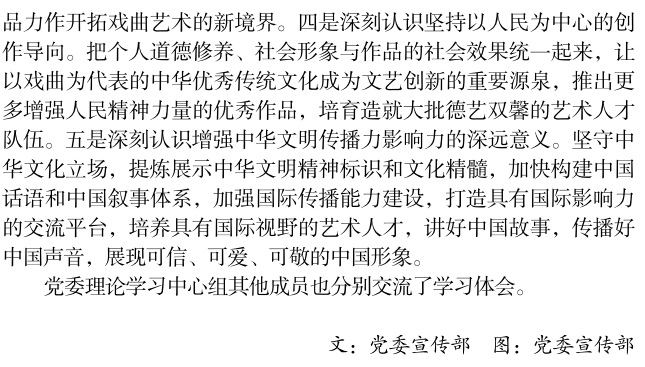 品力作开拓戏曲艺术的新境界。四是深刻认识坚持以人民为中心的创
作导向。把个人道德修养、社会形象与作品的社会效果统一起来，让
以戏曲为代表的中华优秀传统文化成为文艺创新的重要源泉，推出更
多增强人民精神力量的优秀作品，培育造就大批德艺双馨的艺术人才
队伍。五是深刻认识增强中华文明传播力影响力的深远意义。坚守中
华文化立场，提炼展示中华文明精神标识和文化精髓，加快构建中国
话语和中国叙事体系，加强国际传播能力建设，打造具有国际影响力
的交流平台，培养具有国际视野的艺术人才，讲好中国故事，传播好
中国声音，展现可信、可爱、可敬的中国形象。
党委理论学习中心组其他成员也分别交流了学习体会。
文：党委宣传部　图：党委宣传部